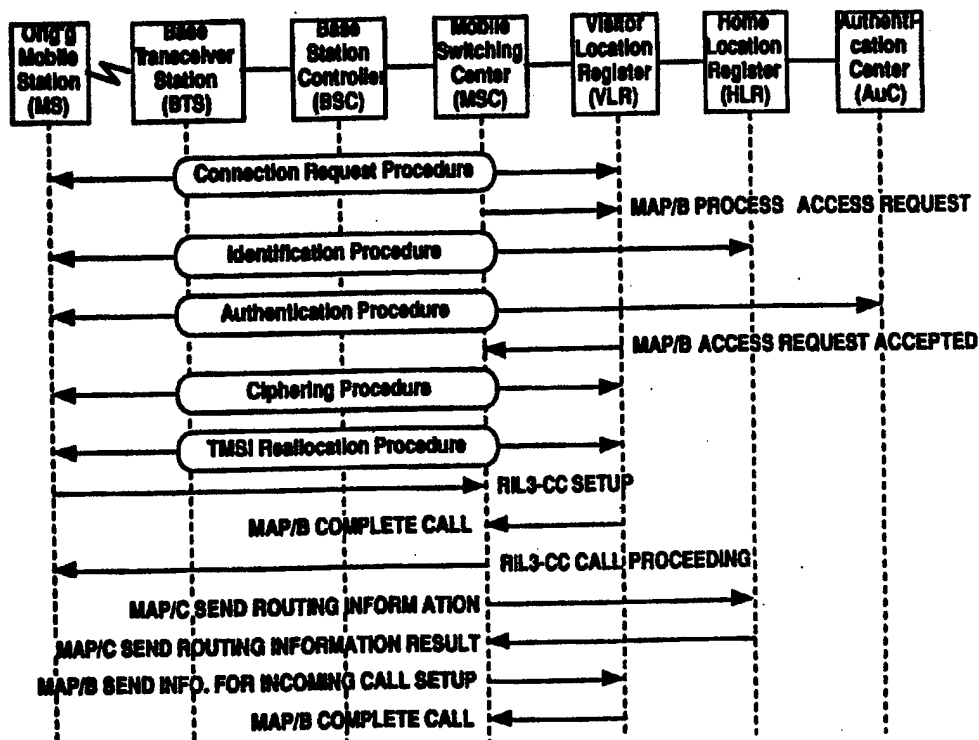 Orig'g
Mobile
Station
(MS)
Base
Transceiver
Station
(BTS)
Base
Station
Controller
(BSC)
Mobile
Switching
Center
(MSC)
Visitor
Location
Register
(VLR)
Home
Location
Register
(HLR)
Authenti-
cation
Center
(AuC)
Connection Request Procedure
MAP/B PROCESS ACCESS REQUEST
Identification Procedure
Authentication Procedure
MAP/B ACCESS REQUEST ACCEPTED
Ciphering Procedure
TMSI Reallocation Procedure
RIL3-CC SETUP
MAP/B COMPLETE CALL
RIL3-CC CALL PROCEEDING
MAP/C SEND ROUTING INFORMATION
MAP/C SEND ROUTING INFORMATION RESULT
MAP/B SEND INFO. FOR INCOMING CALL SETUP
MAP/B COMPLETE CALL